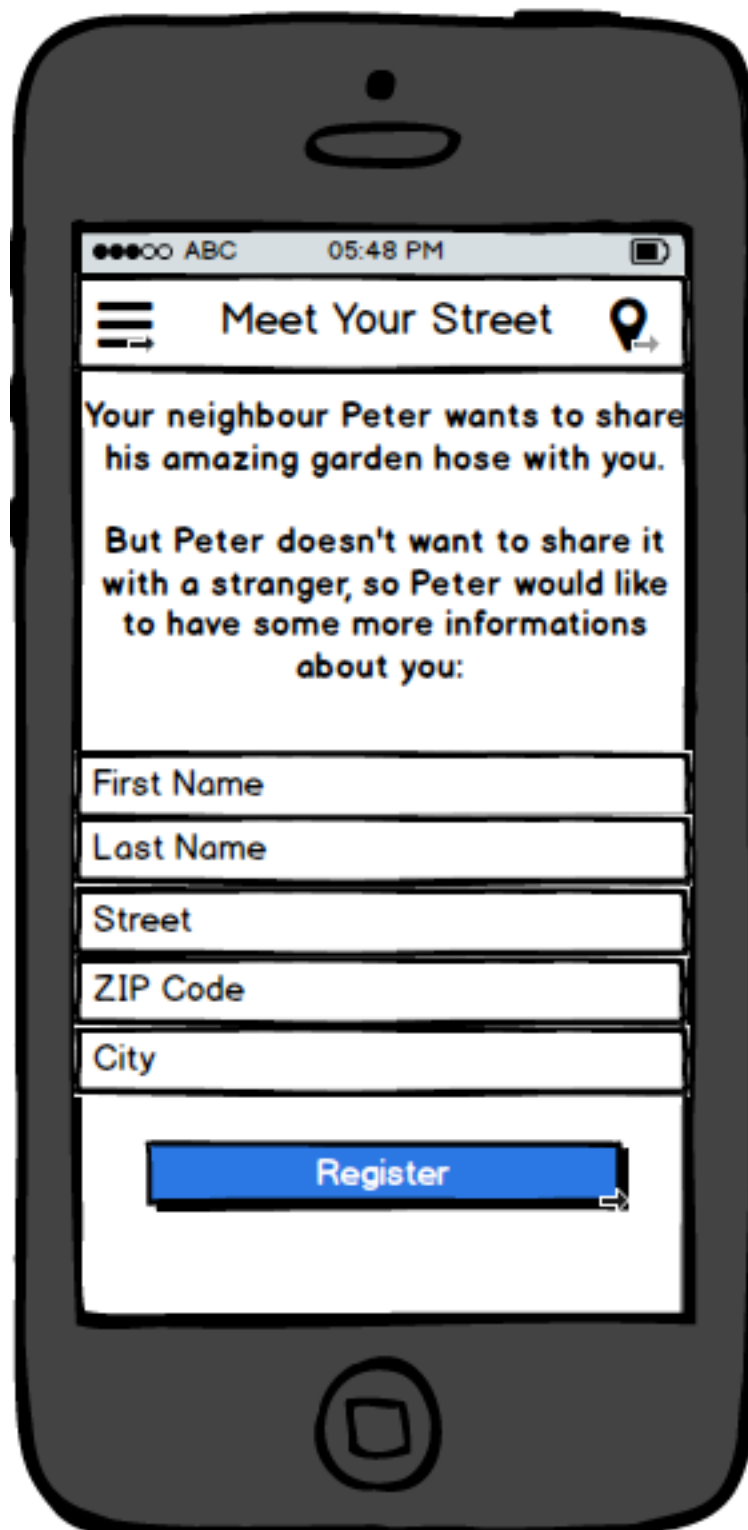 ABC 05:48 PM
Meet Your Street
Your neighbour Peter wants to share
his amazing garden hose with you.
But Peter doesn't want to share it
with a stranger, so Peter would like
to have some more informations
about you:
First Name
Last Name
Street
ZIP Code
City
Register